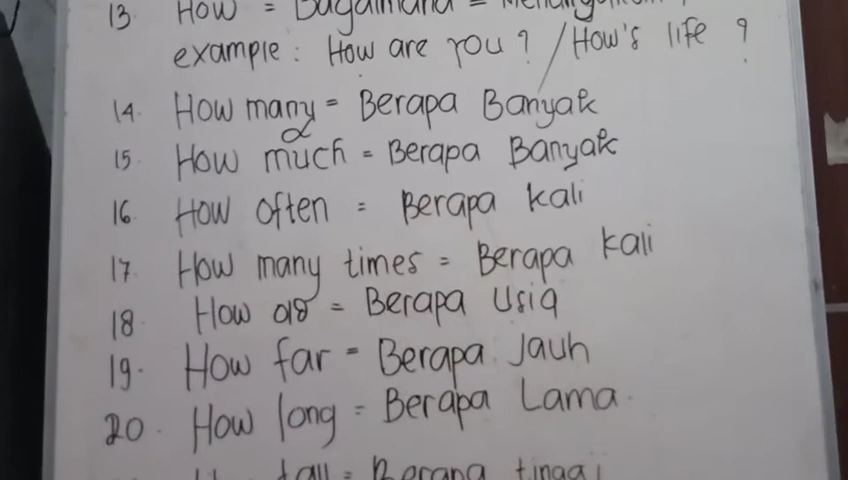 13 How = Bagaimana =
example: How are you? / How's life ?
14. How many = Berapa Banyak
15. How much = Berapa Banyak
16. How often = Berapa kali
17. How many times = Berapa kali
18. How old = Berapa Usia
19. How far = Berapa Jauh
20. How long = Berapa Lama.
tall = Berapa tinggi